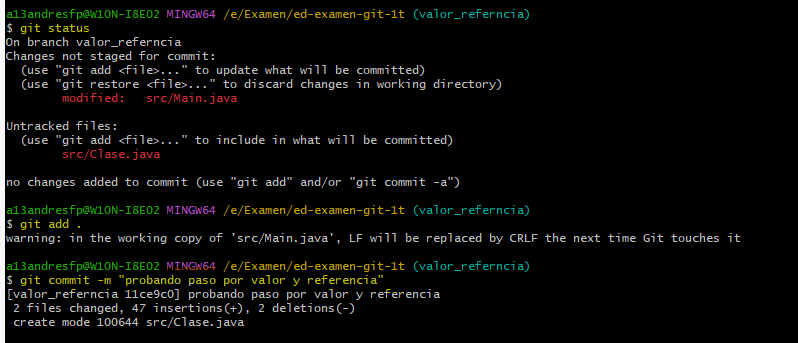 a13andresfp@W10N-I8E02 MINGW64 /e/Examen/ed-examen-git-1t (valor_referncia)
$ git status
On branch valor_referncia
Changes not staged for commit:
  (use "git add <file>..." to update what will be committed)
  (use "git restore <file>..." to discard changes in working directory)
        modified:   src/Main.java

Untracked files:
  (use "git add <file>..." to include in what will be committed)
        src/Clase.java

no changes added to commit (use "git add" and/or "git commit -a")

a13andresfp@W10N-I8E02 MINGW64 /e/Examen/ed-examen-git-1t (valor_referncia)
$ git add .
warning: in the working copy of 'src/Main.java', LF will be replaced by CRLF the next time Git touches it

a13andresfp@W10N-I8E02 MINGW64 /e/Examen/ed-examen-git-1t (valor_referncia)
$ git commit -m "probando paso por valor y referencia"
[valor_referncia 11ce9c0] probando paso por valor y referencia
 2 files changed, 47 insertions(+), 2 deletions(-)
 create mode 100644 src/Clase.java